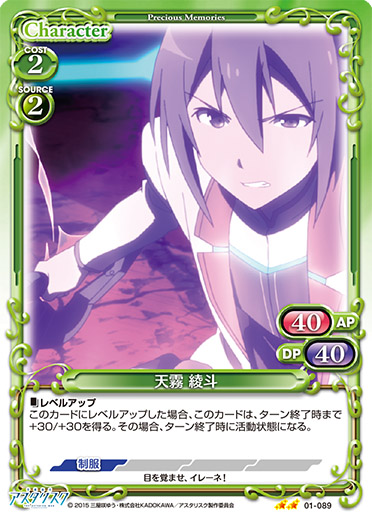 Precious Memories
Character
COST
2
SOURCE
2
40 AP
DP 40
天霧 綾斗
レベルアップ
このカードにレベルアップした場合、このカードは、ターン終了時まで
+30/+30を得る。その場合、ターン終了時に活動状態になる。
制服
目を覚ませ、イレーネ!
アスタリスク
© 2015 三屋咲ゆう・株式会社KADOKAWA/アスタリスク製作委員会
01-089